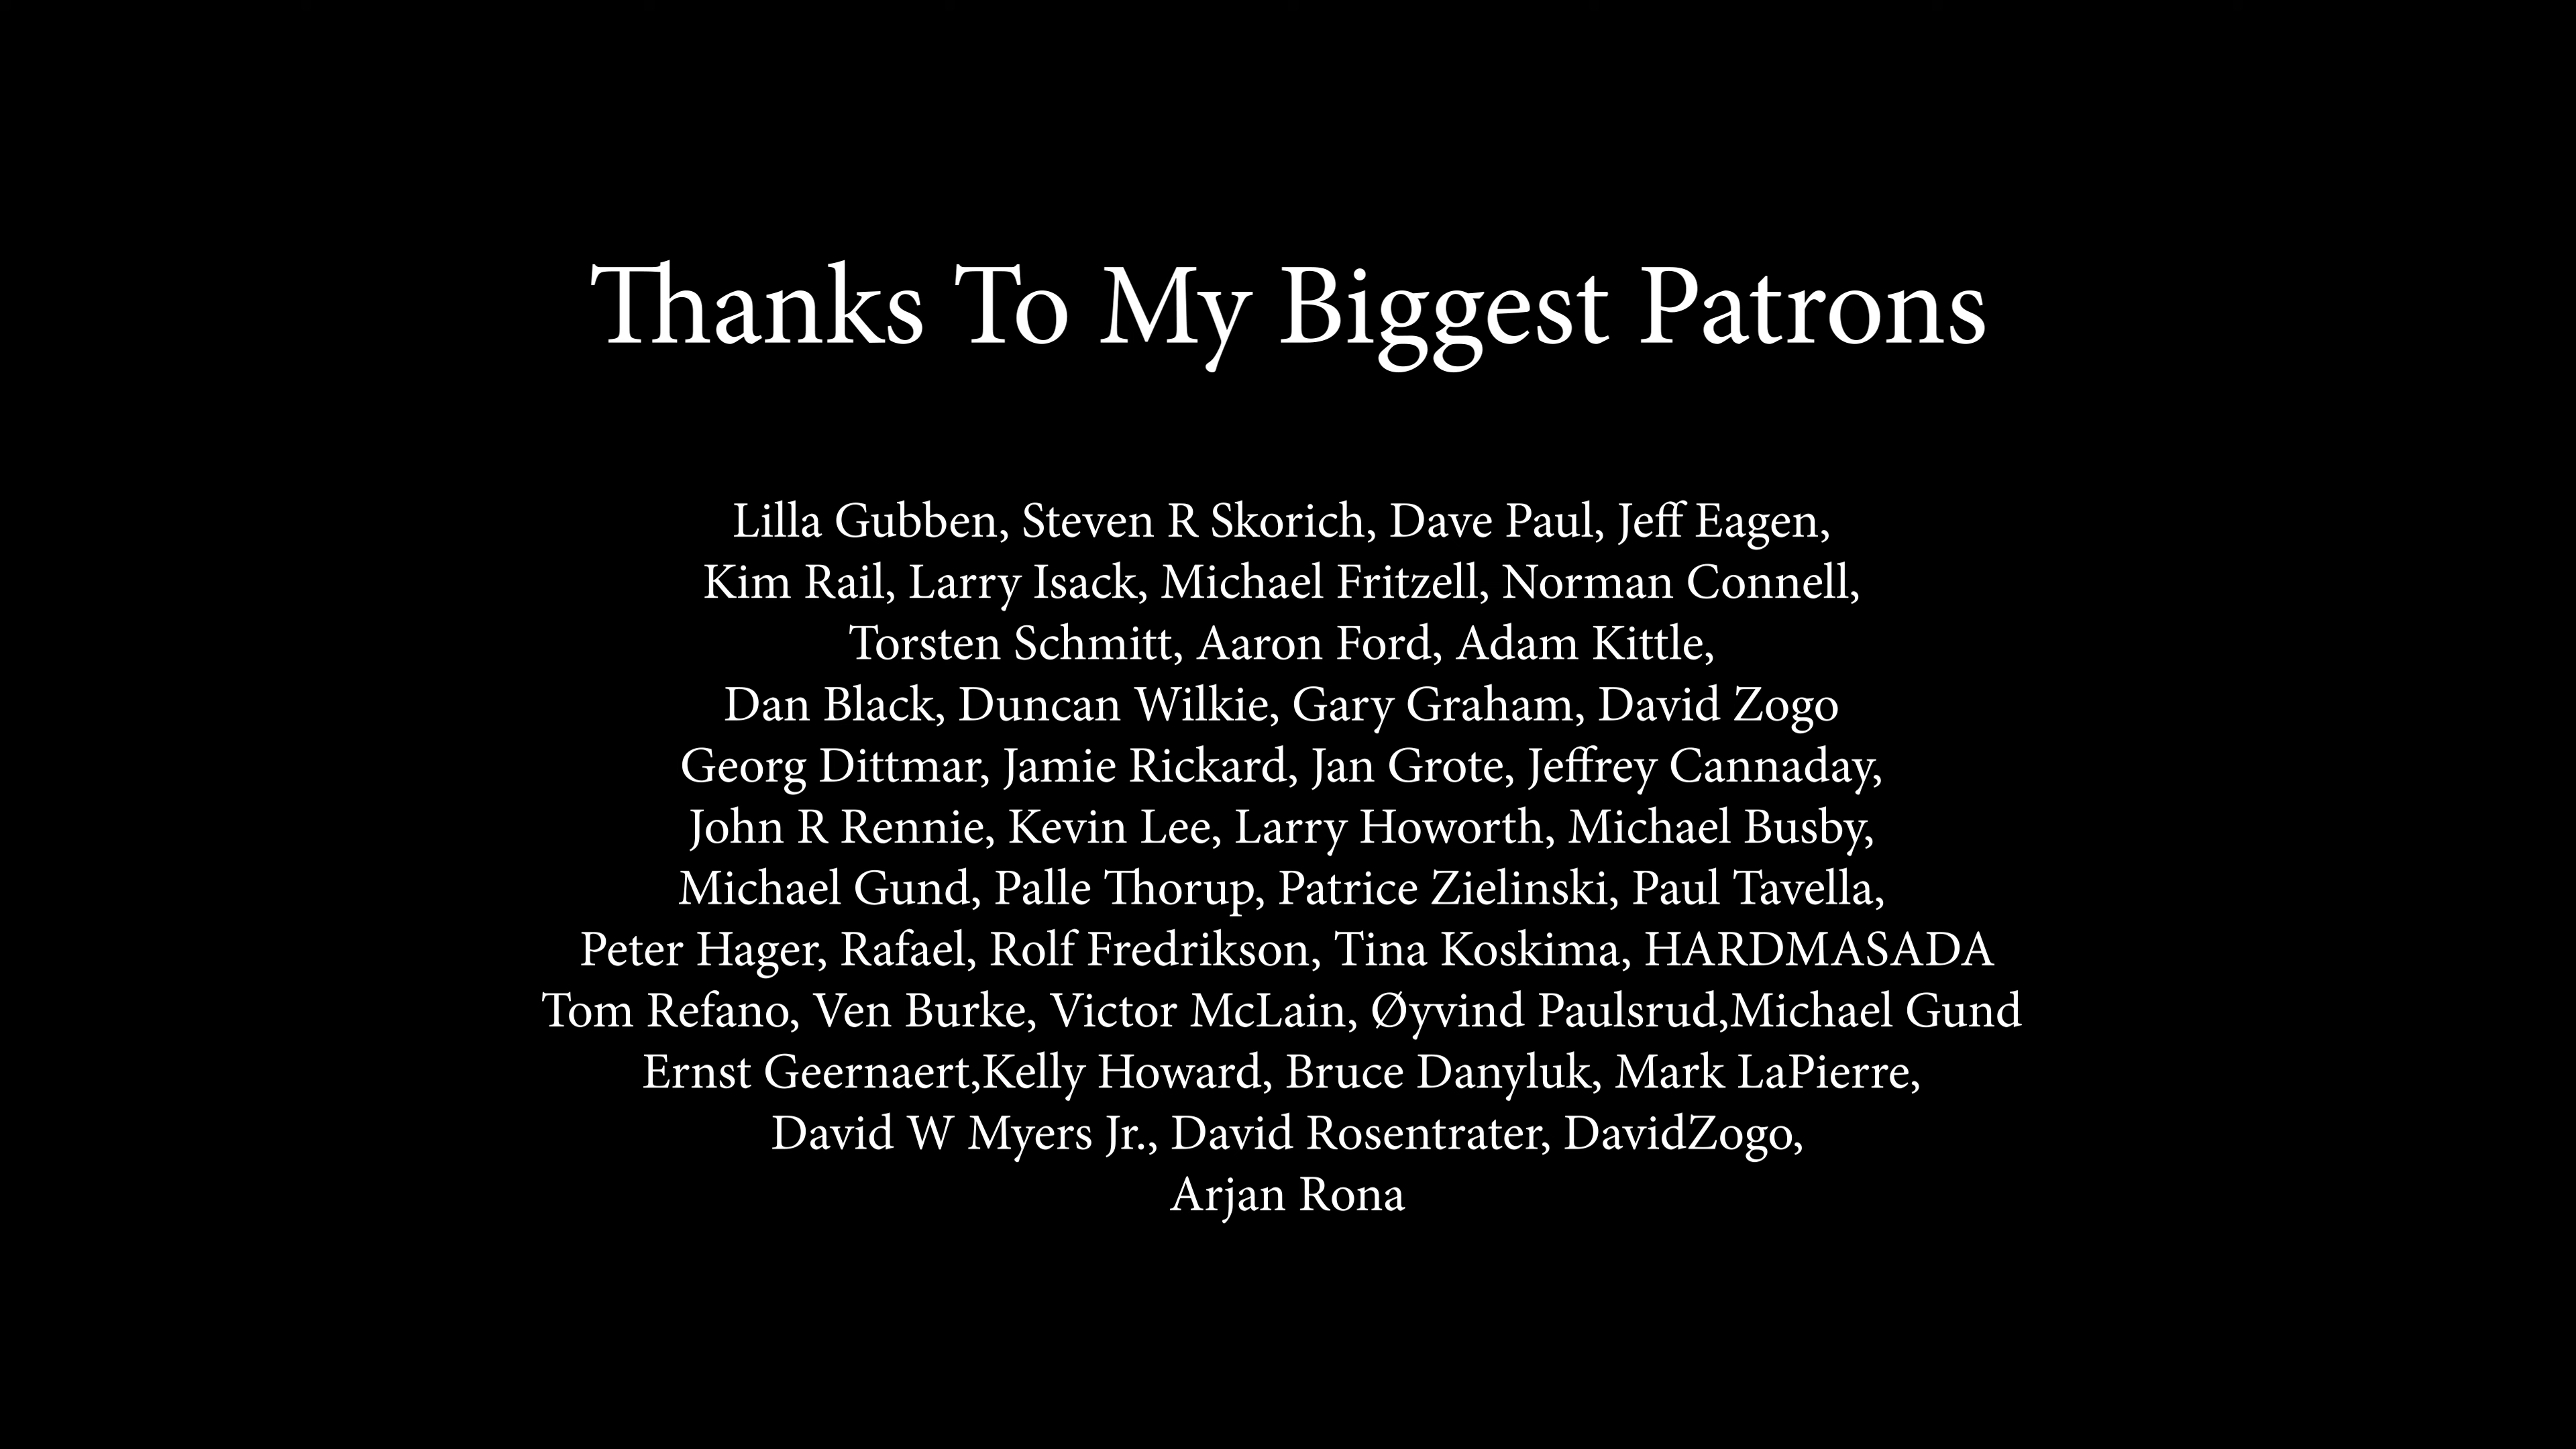 Thanks To My Biggest Patrons
Lilla Gubben, Steven R Skorich, Dave Paul, Jeff Eagen,
Kim Rail, Larry Isack, Michael Fritzell, Norman Connell,
Torsten Schmitt, Aaron Ford, Adam Kittle,
Dan Black, Duncan Wilkie, Gary Graham, David Zogo
Georg Dittmar, Jamie Rickard, Jan Grote, Jeffrey Cannaday,
John R Rennie, Kevin Lee, Larry Howorth, Michael Busby,
Michael Gund, Palle Thorup, Patrice Zielinski, Paul Tavella,
Peter Hager, Rafael, Rolf Fredrikson, Tina Koskima, HARDMASADA
Tom Refano, Ven Burke, Victor McLain, Øyvind Paulsrud,Michael Gund
Ernst Geernaert,Kelly Howard, Bruce Danyluk, Mark LaPierre,
David W Myers Jr., David Rosentrater, DavidZogo,
Arjan Rona